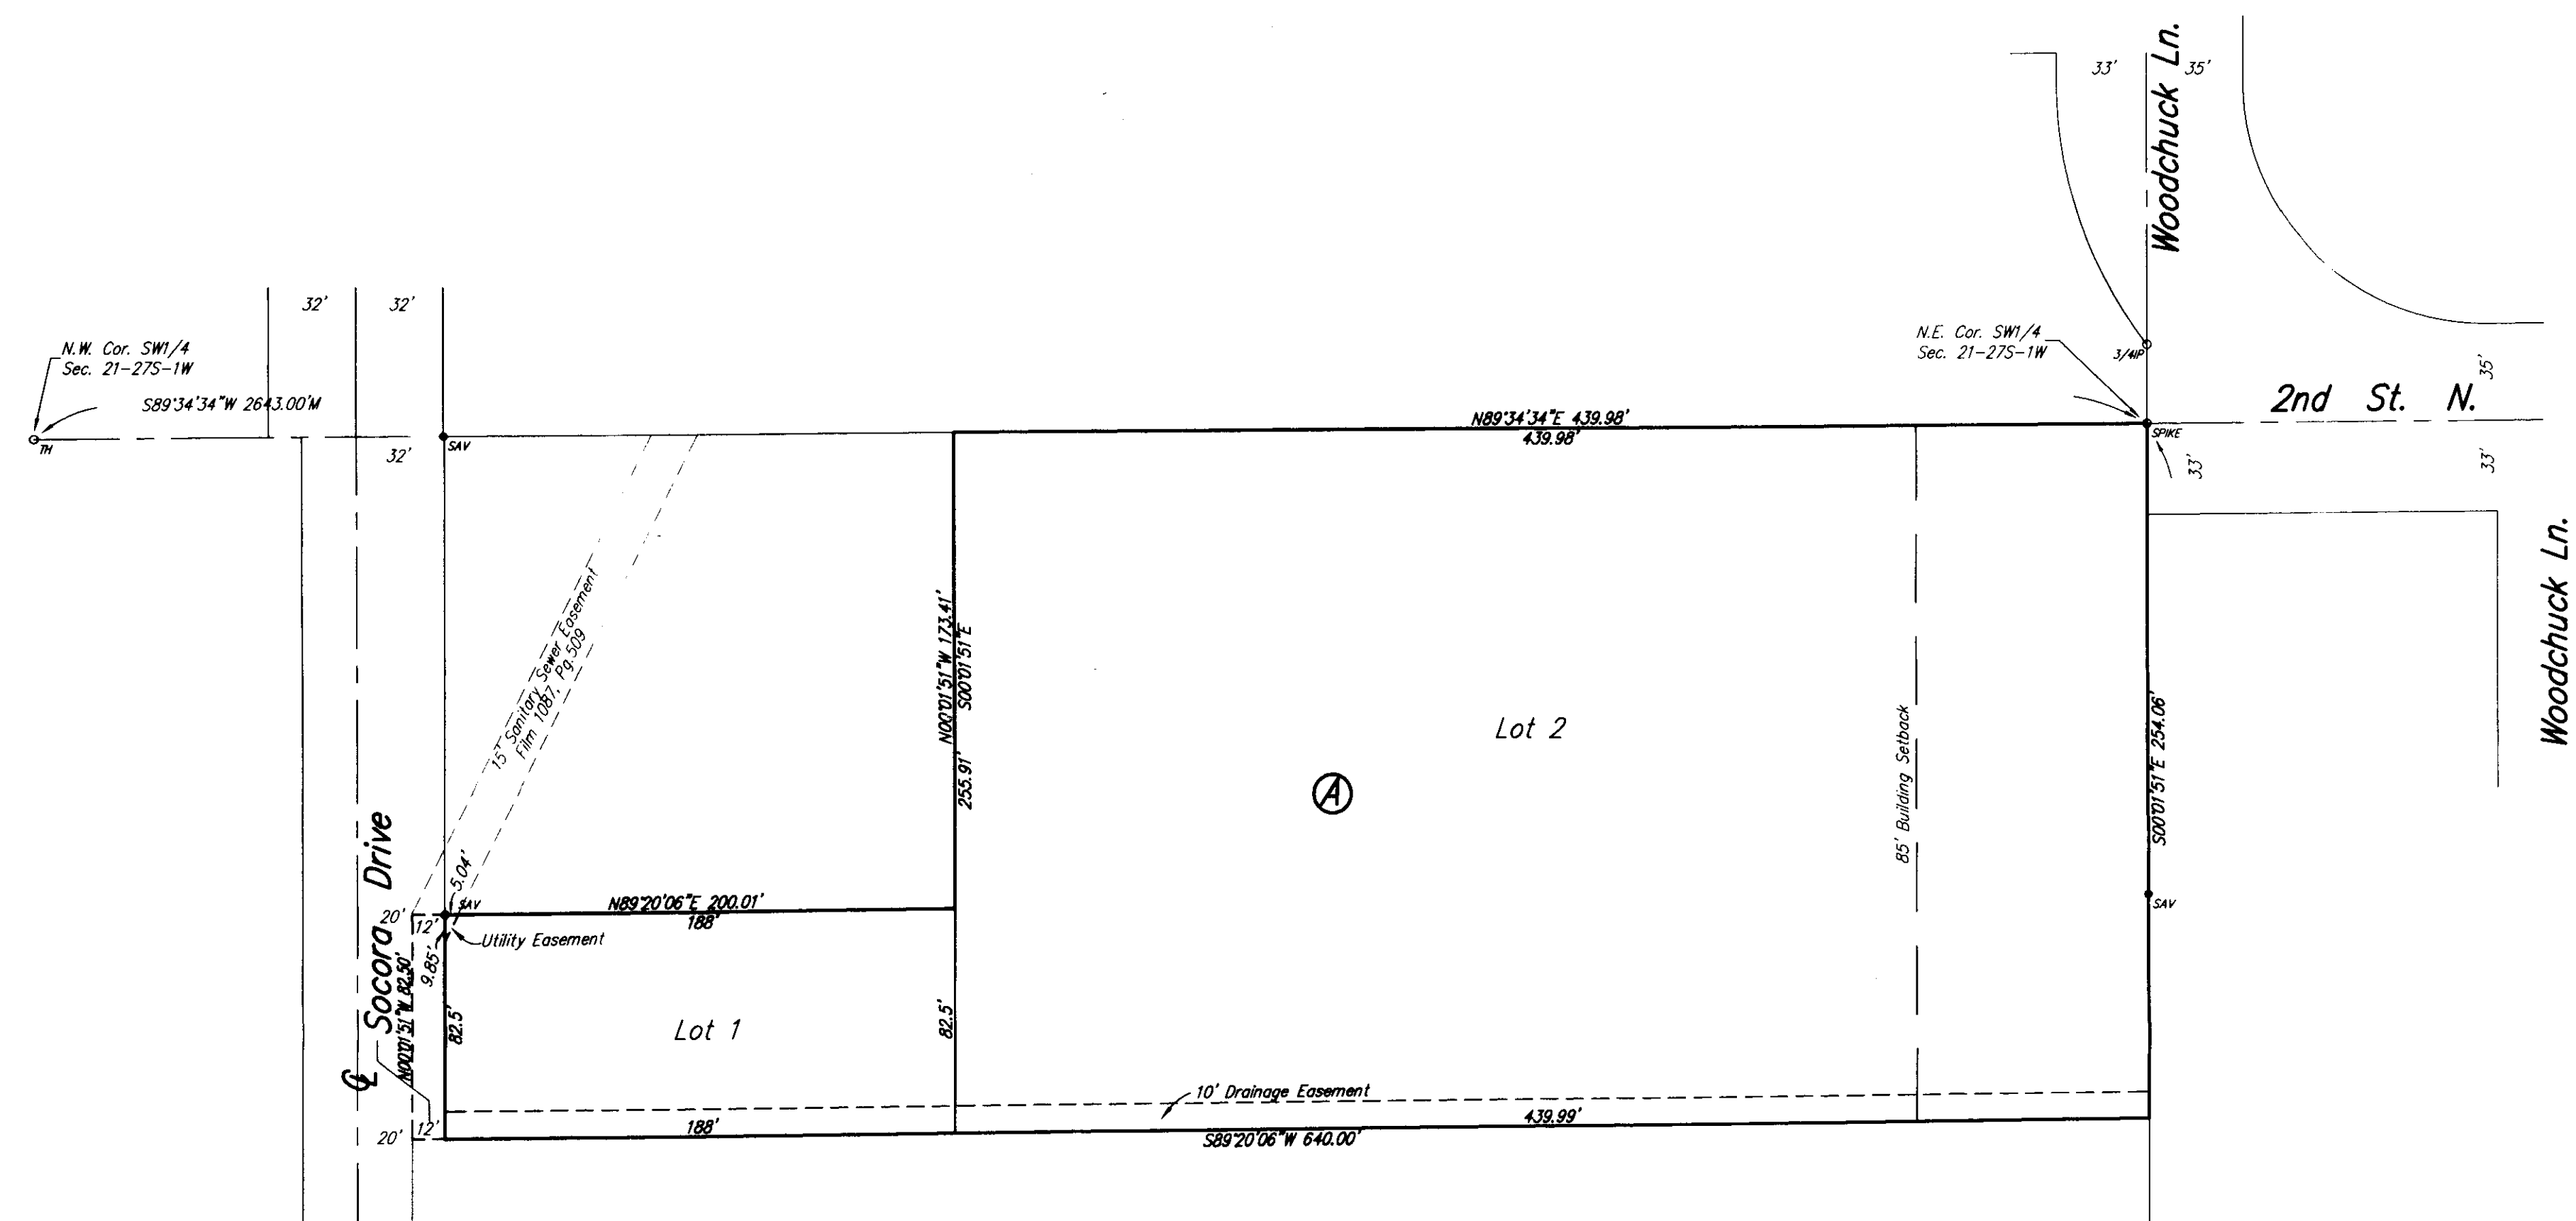 33'
35'
Woodchuck Ln.
32'
32'
N.W. Cor. SW1/4
Sec. 21-27S-1W
S89°34'34"W 2643.00'M
TH
32'
SAV
N.E. Cor. SW1/4
Sec. 21-27S-1W
3/4IP
N89°34'34"E 439.98'
439.98'
SPIKE
2nd St. N.
35'
33'
33'
Woodchuck Ln.
15' Sanitary Sewer Easement
Film 1087, Pg.509
N00°01'51"W 173.41'
S00°01'51"E
255.91'
Lot 2
A
85' Building Setback
S00°01'51"E 254.06'
SAV
Socora Drive
℄
5.04'
SAV
20'
12'
N89°20'06"E 200.01'
188'
Utility Easement
9.85'
N00°01'51"W 82.50'
82.5'
Lot 1
82.5'
10' Drainage Easement
20'
12'
188'
439.99'
S89°20'06"W 640.00'